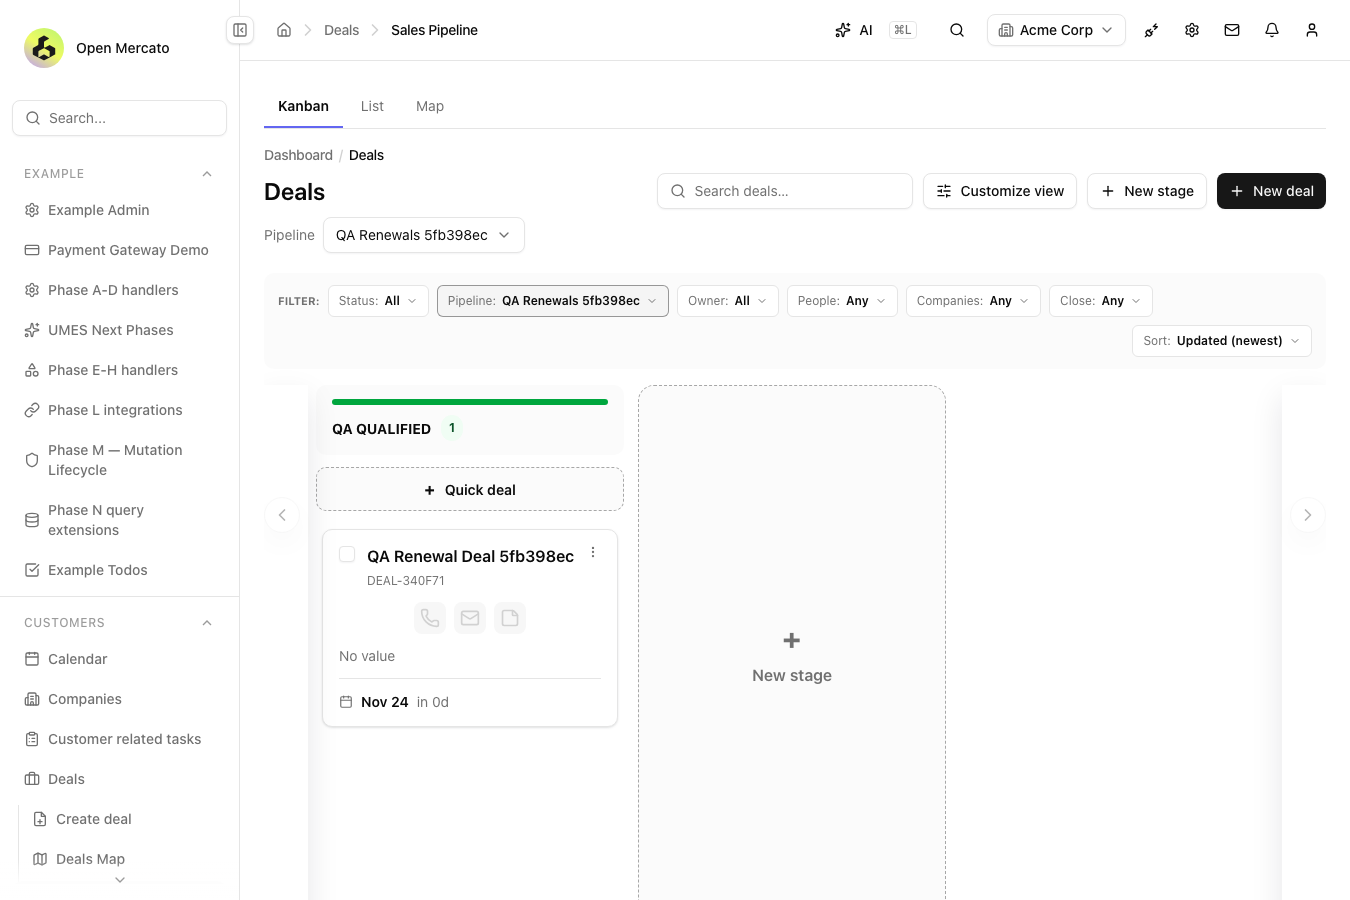 Open Mercato
Search...
EXAMPLE
Example Admin
Payment Gateway Demo
Phase A-D handlers
UMES Next Phases
Phase E-H handlers
Phase L integrations
Phase M — Mutation
Lifecycle
Phase N query
extensions
Example Todos
CUSTOMERS
Calendar
Companies
Customer related tasks
Deals
Create deal
Deals Map
Deals
Sales Pipeline
AI
⌘L
Acme Corp
Kanban
List
Map
Dashboard / Deals
Deals
Search deals...
Customize view
New stage
New deal
Pipeline
QA Renewals 5fb398ec
FILTER:
Status: All
Pipeline: QA Renewals 5fb398ec
Owner: All
People: Any
Companies: Any
Close: Any
Sort: Updated (newest)
QA QUALIFIED 1
+ Quick deal
QA Renewal Deal 5fb398ec
DEAL-340F71
No value
Nov 24 in 0d
+
New stage